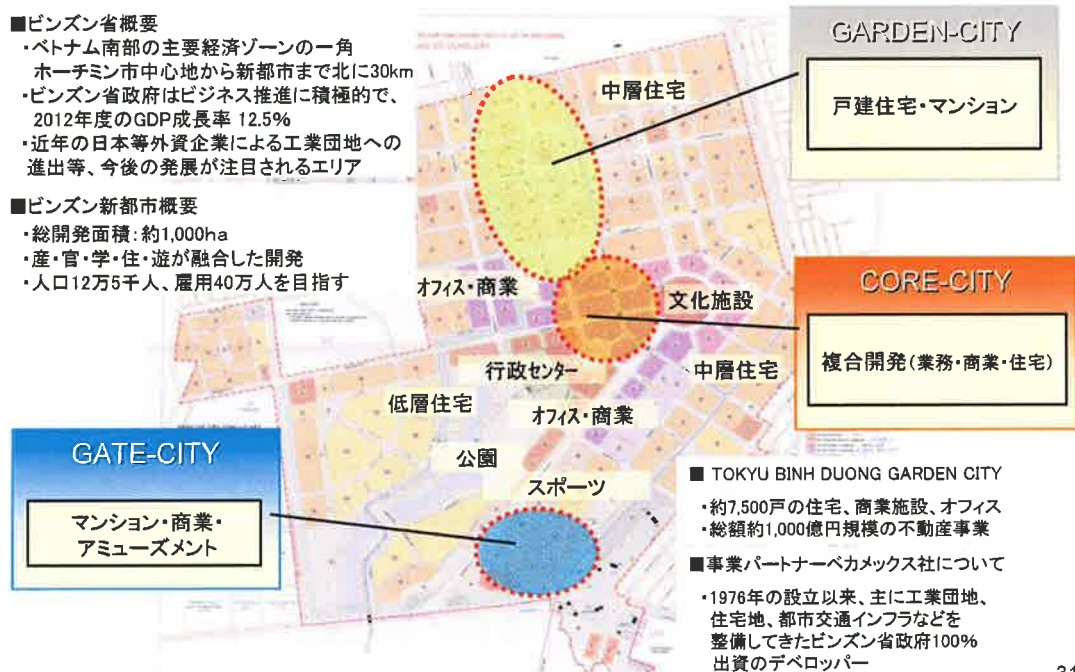 ■ビンズン省概要
・ベトナム南部の主要経済ゾーンの一角
ホーチミン市中心地から新都市まで北に30km
・ビンズン省政府はビジネス推進に積極的で、
2012年度のGDP成長率 12.5%
・近年の日本等外資企業による工業団地への
進出等、今後の発展が注目されるエリア
■ビンズン新都市概要
・総開発面積：約1,000ha
・産・官・学・住・遊が融合した開発
・人口12万5千人、雇用40万人を目指す
GARDEN-CITY
戸建住宅・マンション
中層住宅
オフィス・商業
文化施設
CORE-CITY
複合開発(業務・商業・住宅)
行政センター
中層住宅
低層住宅
オフィス・商業
公園
スポーツ
GATE-CITY
マンション・商業・
アミューズメント
■ TOKYU BINH DUONG GARDEN CITY
・約7,500戸の住宅、商業施設、オフィス
・総額約1,000億円規模の不動産事業
■事業パートナーベカメックス社について
・1976年の設立以来、主に工業団地、
住宅地、都市交通インフラなどを
整備してきたビンズン省政府100%
出資のデベロッパー